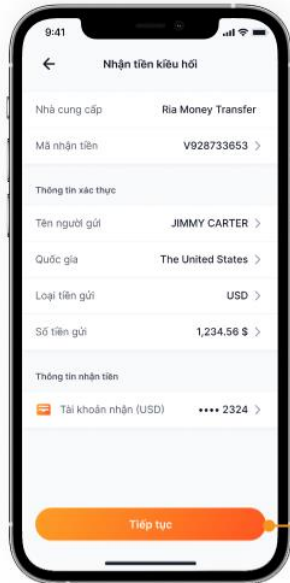 9:41
Nhận tiền kiều hối
Nhà cung cấp Ria Money Transfer
Mã nhận tiền V928733653
Thông tin xác thực
Tên người gửi JIMMY CARTER
Quốc gia The United States
Loại tiền gửi USD
Số tiền gửi 1,234.56 $
Thông tin nhận tiền
Tài khoản nhận (USD) •••• 2324
Tiếp tục